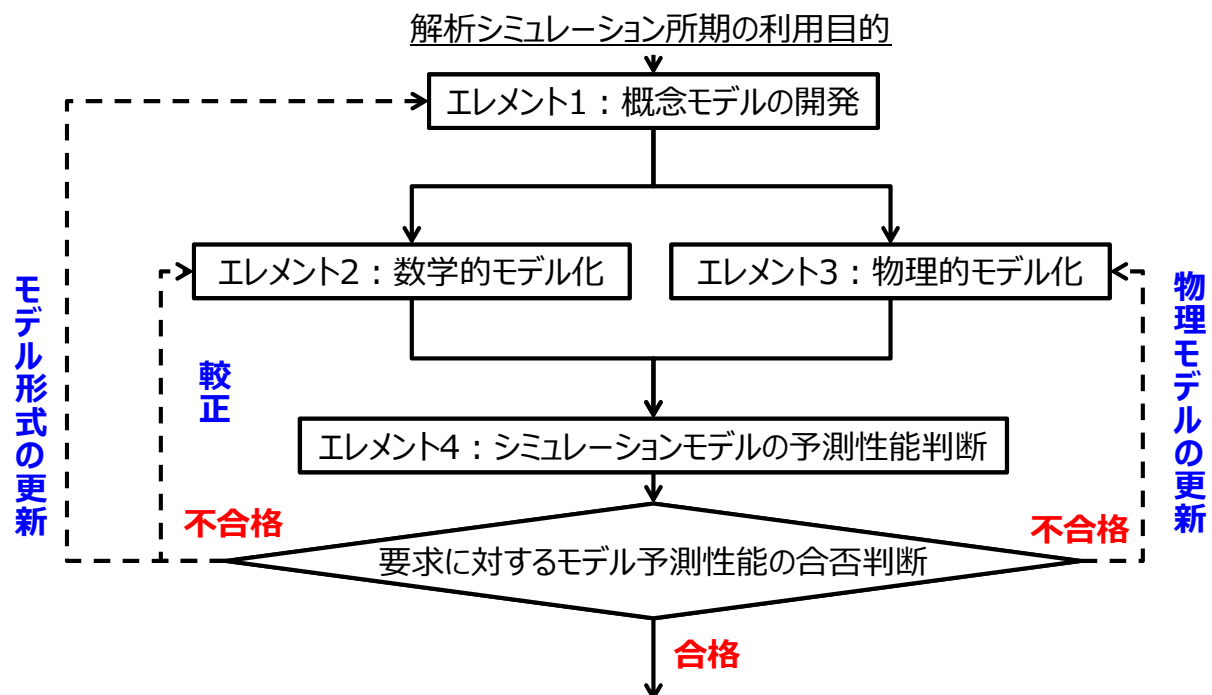 解析シミュレーション所期の利用目的
エレメント1：概念モデルの開発
エレメント2：数学的モデル化
エレメント3：物理的モデル化
モデル形式の更新
較正
物理モデルの更新
エレメント4：シミュレーションモデルの予測性能判断
不合格
不合格
要求に対するモデル予測性能の合否判断
合格